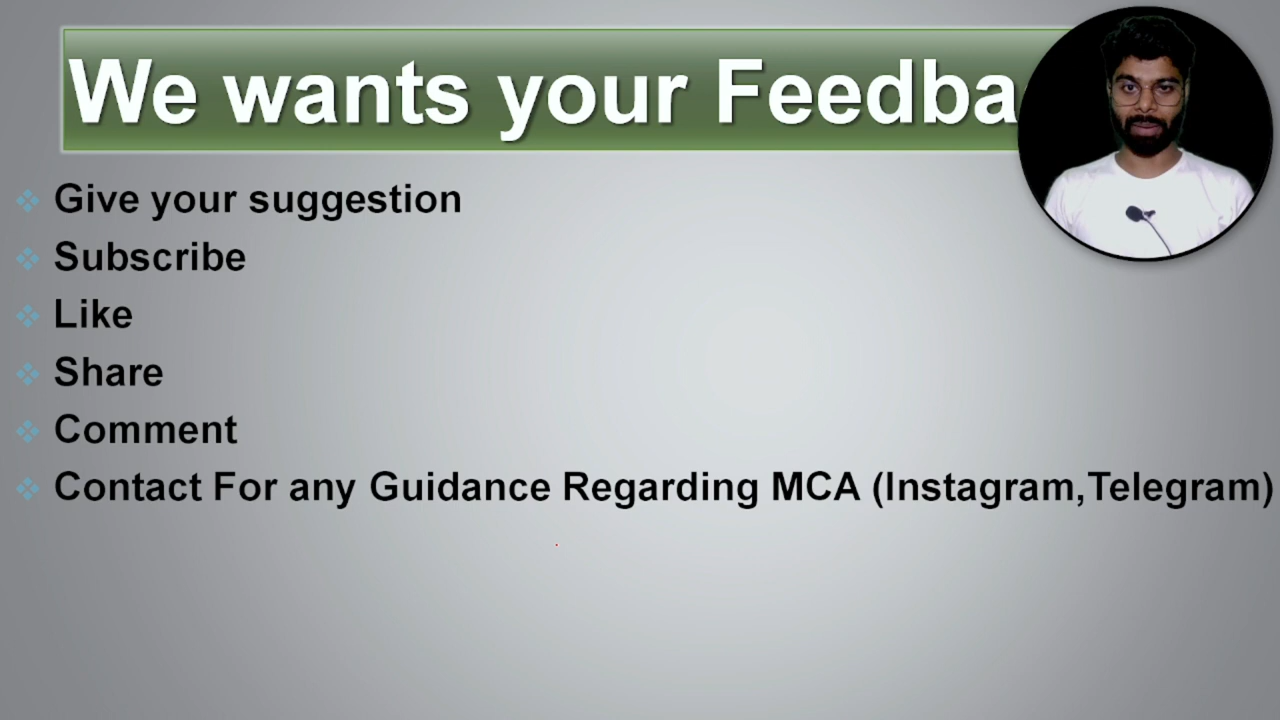 We wants your Feedba
Give your suggestion
Subscribe
Like
Share
Comment
Contact For any Guidance Regarding MCA (Instagram,Telegram)